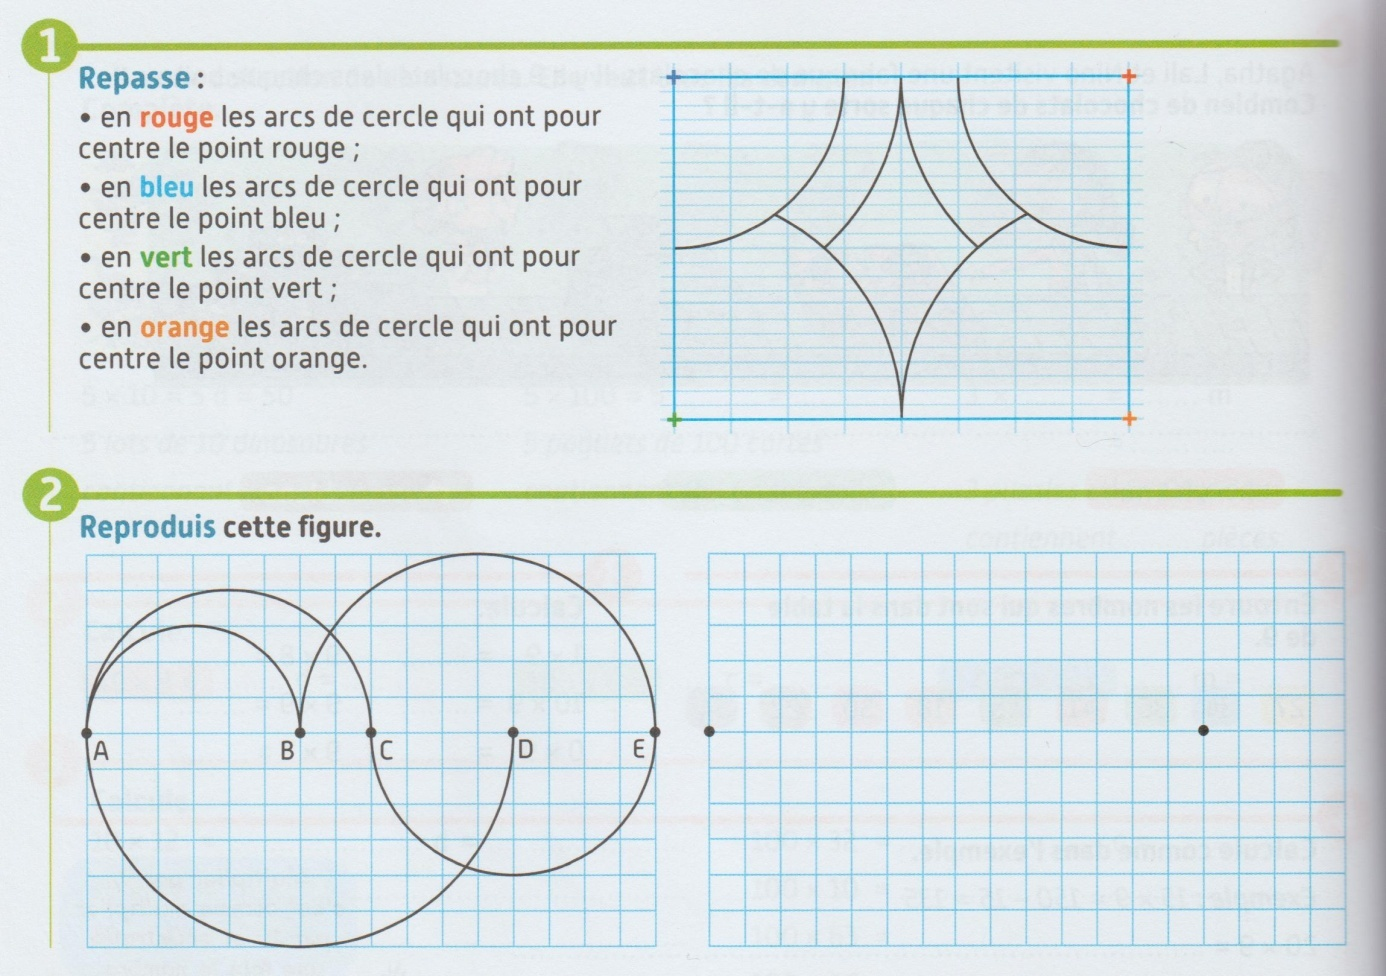 1
Repasse :
• en rouge les arcs de cercle qui ont pour
centre le point rouge ;
• en bleu les arcs de cercle qui ont pour
centre le point bleu ;
• en vert les arcs de cercle qui ont pour
centre le point vert ;
• en orange les arcs de cercle qui ont pour
centre le point orange.
2
Reproduis cette figure.
A B C D E